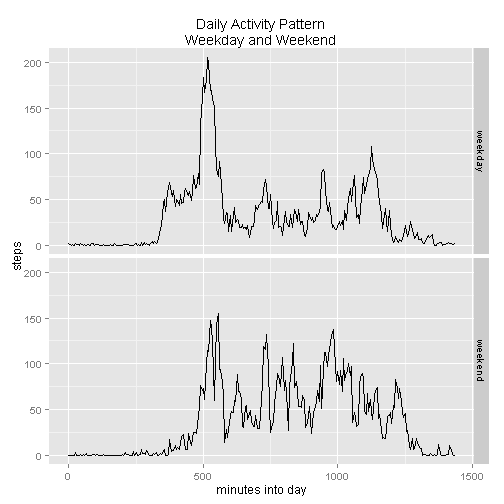 Daily Activity Pattern
Weekday and Weekend
200
150
100
50
0
weekday
steps
200
150
100
50
0
weekend
0 500 1000 1500
minutes into day